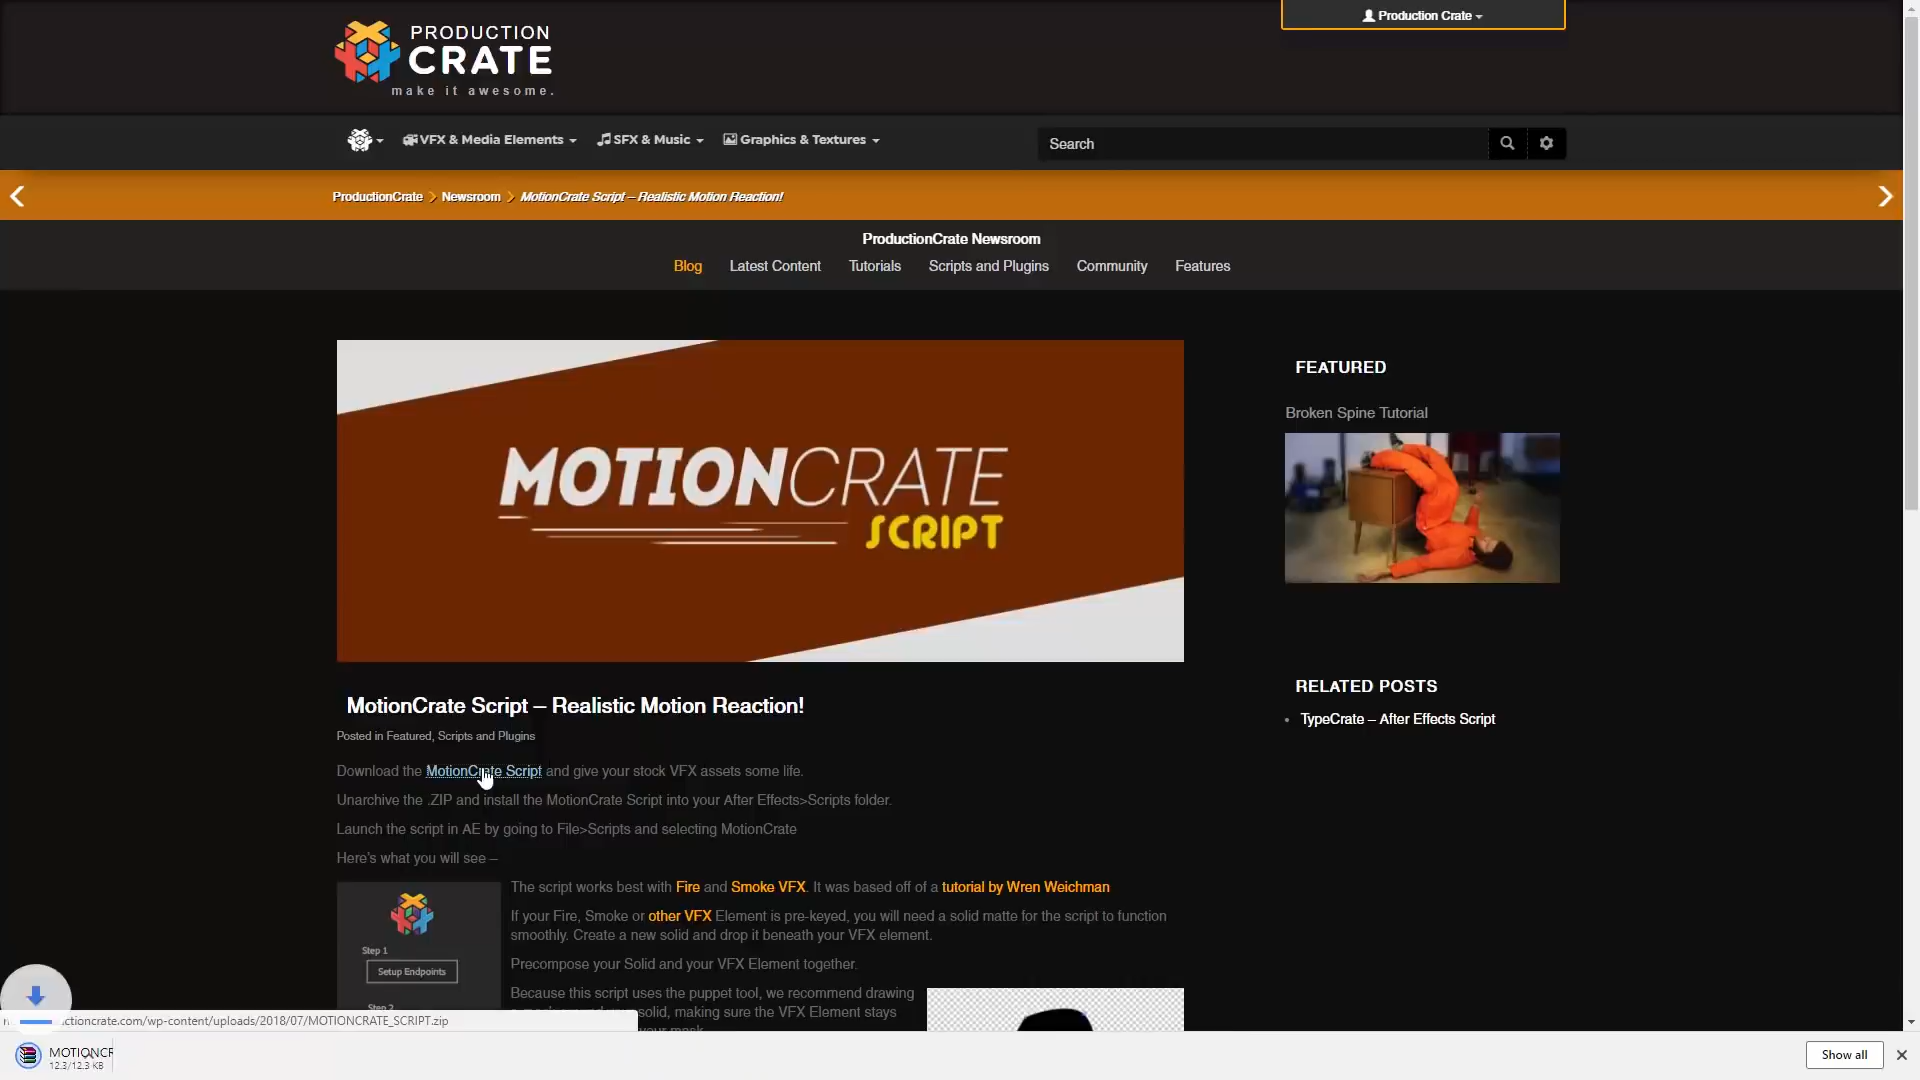 PRODUCTION
CRATE
make it awesome.
Production Crate
VFX & Media Elements
SFX & Music
Graphics & Textures
Search
ProductionCrate
Newsroom
MotionCrate Script – Realistic Motion Reaction!
ProductionCrate Newsroom
Blog
Latest Content
Tutorials
Scripts and Plugins
Community
Features
MOTIONCRATE
SCRIPT
FEATURED
Broken Spine Tutorial
RELATED POSTS
TypeCrate – After Effects Script
MotionCrate Script – Realistic Motion Reaction!
Posted in Featured, Scripts and Plugins
Download the MotionCrate Script and give your stock VFX assets some life.
Unarchive the .ZIP and install the MotionCrate Script into your After Effects>Scripts folder.
Launch the script in AE by going to File>Scripts and selecting MotionCrate
Here's what you will see –
Step 1
Setup Endpoints
Step 2
The script works best with Fire and Smoke VFX. It was based off of a tutorial by Wren Weichman
If your Fire, Smoke or other VFX Element is pre-keyed, you will need a solid matte for the script to function
smoothly. Create a new solid and drop it beneath your VFX element.
Precompose your Solid and your VFX Element together.
Because this script uses the puppet tool, we recommend drawing
solid, making sure the VFX Element stays
your mask
ctioncrate.com/wp-content/uploads/2018/07/MOTIONCRATE_SCRIPT.zip
MOTIONCR
12.3/12.3 KB
Show all